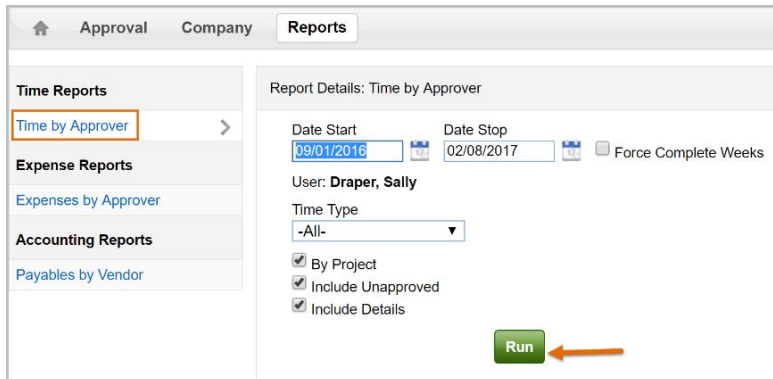 Approval Company Reports
Time Reports
Time by Approver
Expense Reports
Expenses by Approver
Accounting Reports
Payables by Vendor
Report Details: Time by Approver
Date Start Date Stop
09/01/2016 02/08/2017 Force Complete Weeks
User: Draper, Sally
Time Type
-All-
By Project
Include Unapproved
Include Details
Run